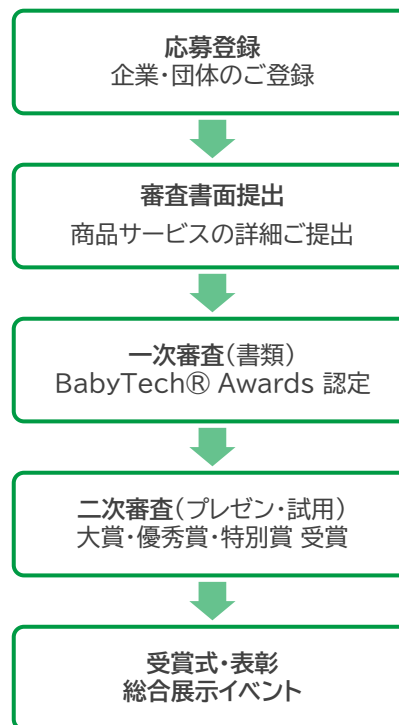 応募登録
企業・団体のご登録
審査書面提出
商品サービスの詳細ご提出
一次審査（書類）
BabyTech® Awards 認定
二次審査（プレゼン・試用）
大賞・優秀賞・特別賞 受賞
受賞式・表彰
総合展示イベント